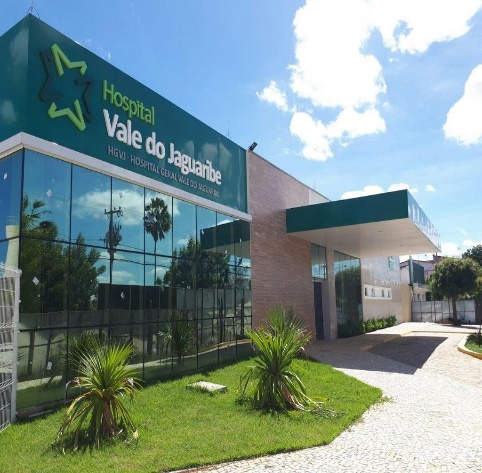 Hospital
Vale do Jaguaribe
HGVJ - HOSPITAL GERAL VALE DO JAGUARIBE